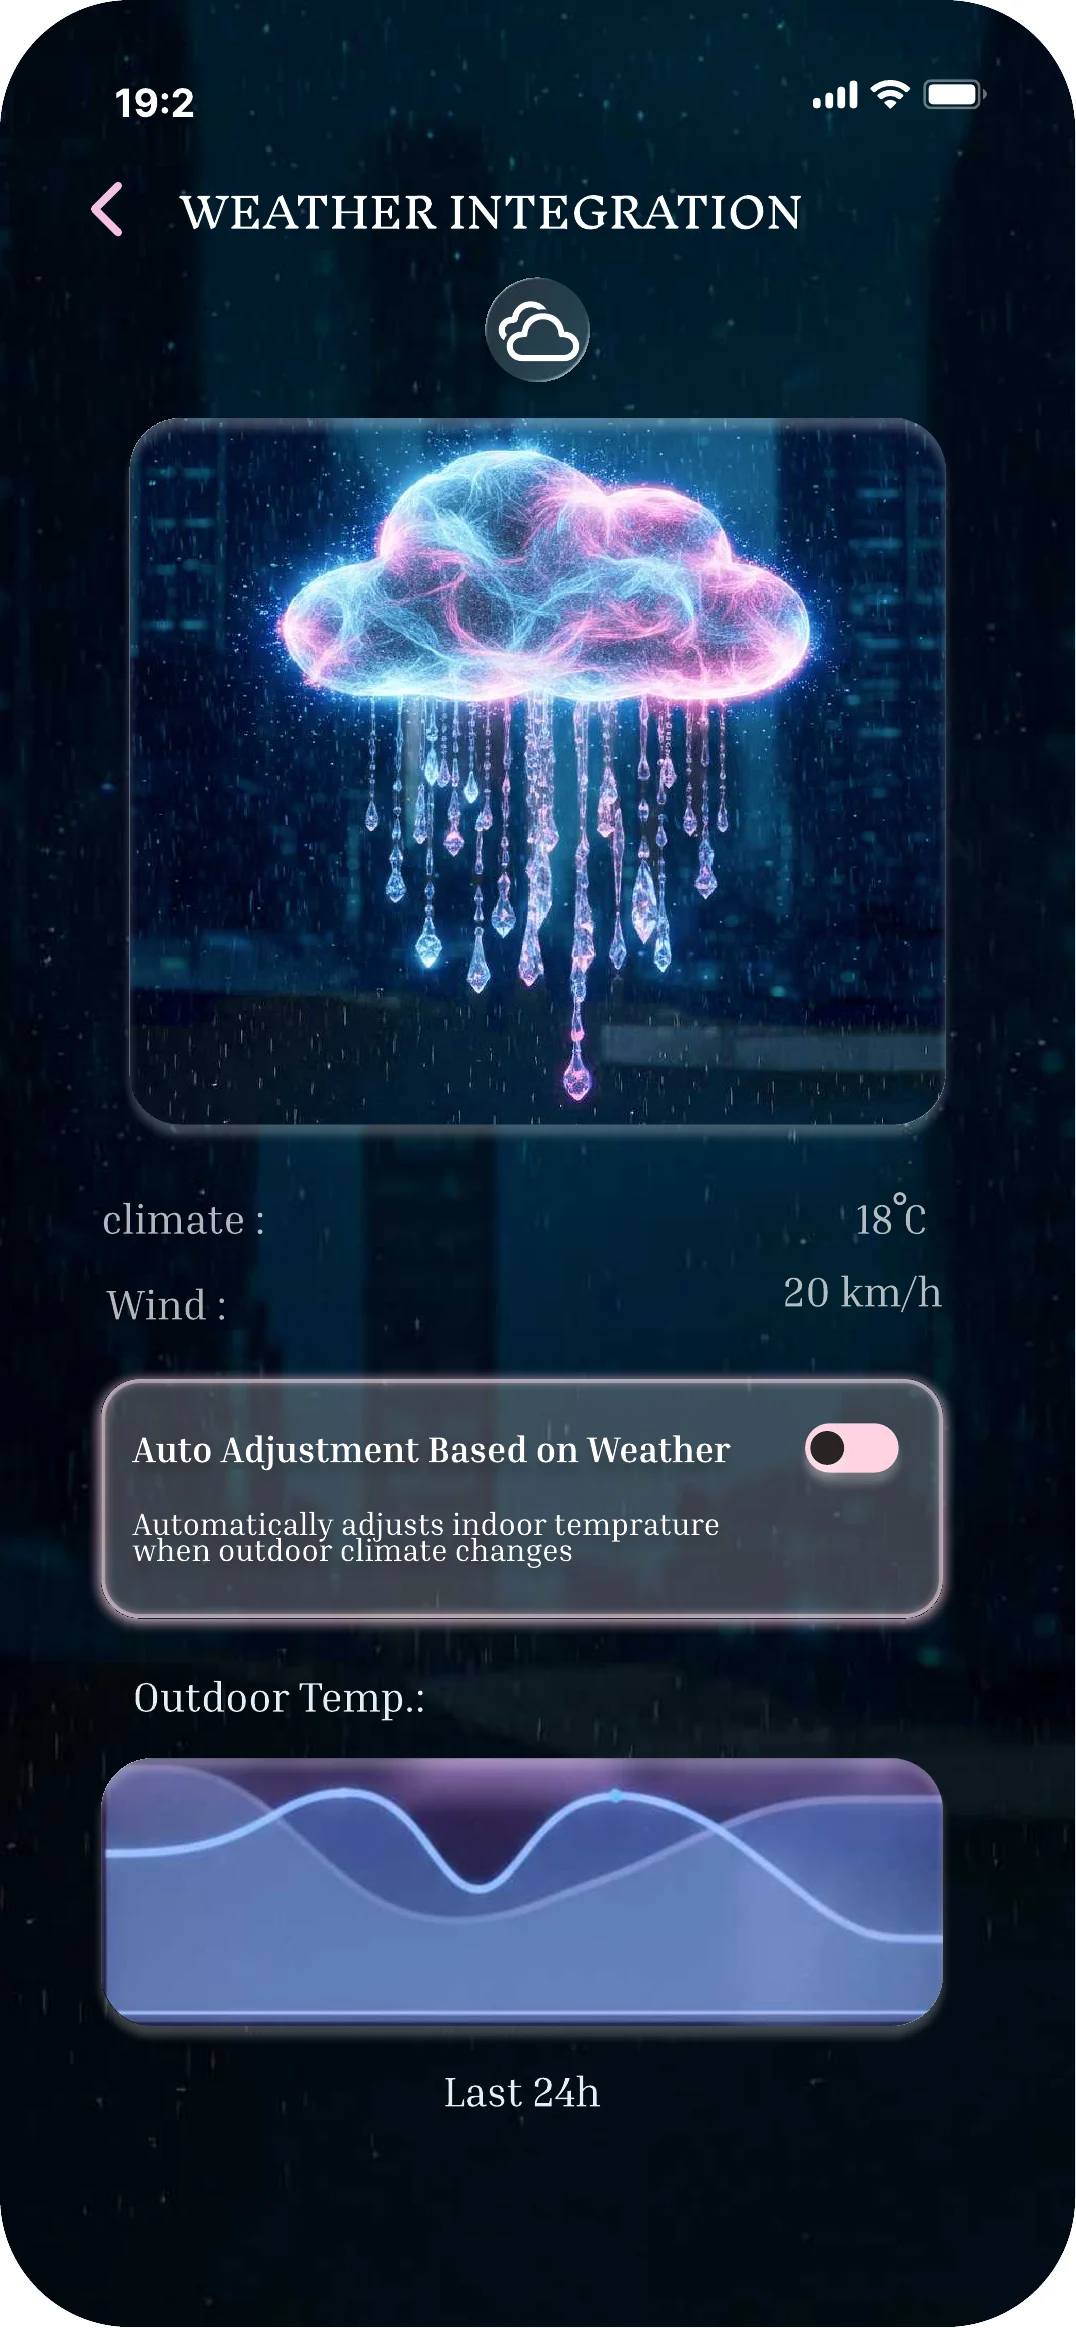 19:2
WEATHER INTEGRATION
climate : 18°C
Wind : 20 km/h
Auto Adjustment Based on Weather
Automatically adjusts indoor temprature
when outdoor climate changes
Outdoor Temp.:
Last 24h